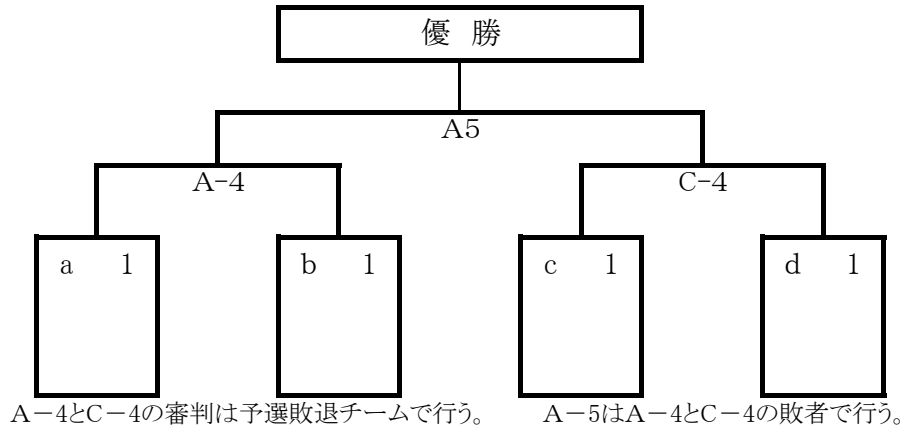 優 勝
A5
A-4 C-4
a 1 b 1 c 1 d 1
A－4とC－4の審判は予選敗退チームで行う。 A－5はA－4とC－4の敗者で行う。